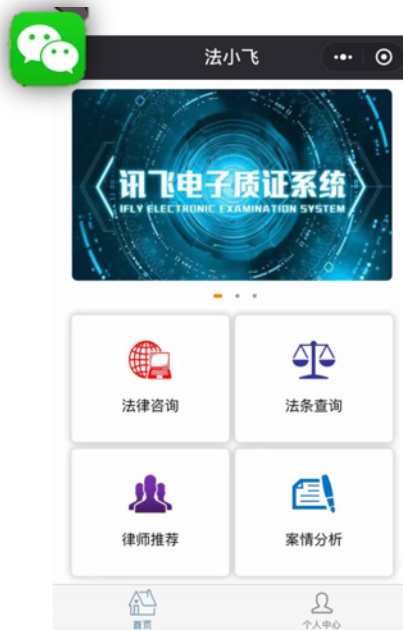 法小飞
讯飞电子质证系统
IFLY ELECTRONIC EXAMINATION SYSTEM
法律咨询
法条查询
律师推荐
案情分析
首页
个人中心